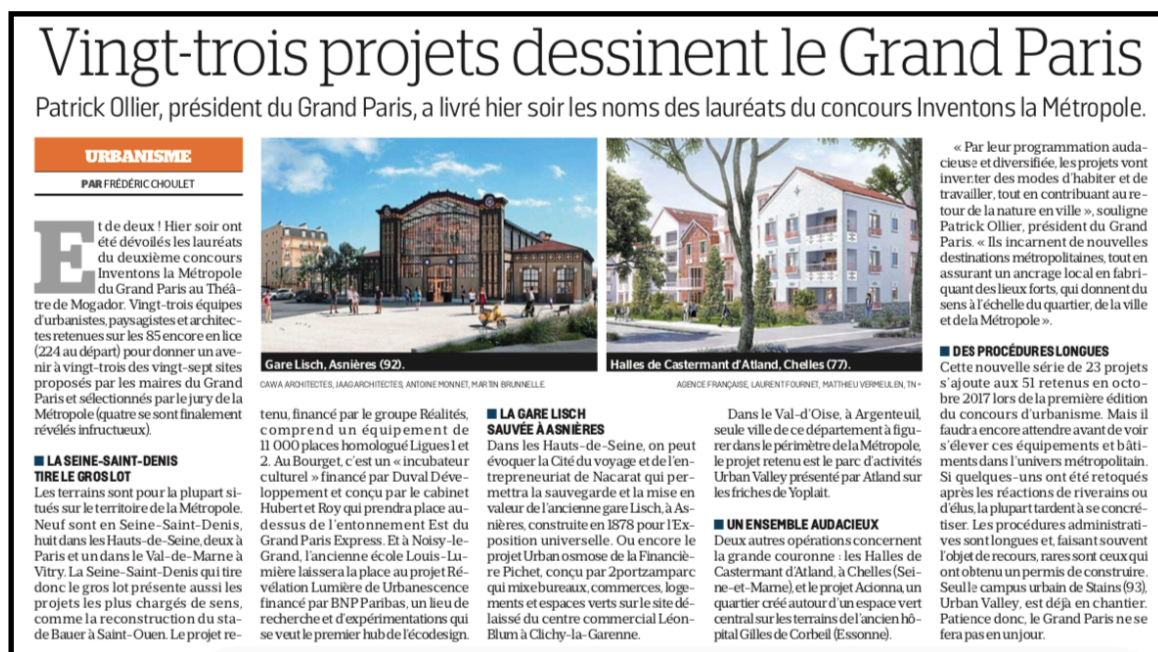 Vingt-trois projets dessinent le Grand Paris
Patrick Ollier, président du Grand Paris, a livré hier soir les noms des lauréats du concours Inventons la Métropole.
URBANISME
PAR FRÉDÉRIC CHOULET
Et de deux ! Hier soir ont
été dévoilés les lauréats
du deuxième concours
Inventons la Métropole
du Grand Paris au Théâ-
tre de Mogador. Vingt-trois équipes
d'urbanistes, paysagistes et architec-
tes retenues sur les 85 encore en lice
(224 au départ) pour donner un ave-
nir à vingt-trois des vingt-sept sites
proposés par les maires du Grand
Paris et sélectionnés par le jury de la
Métropole (quatre se sont finalement
révélés infructueux).
LA SEINE-SAINT-DENIS
TIRE LE GROS LOT
Les terrains sont pour la plupart si-
tués sur le territoire de la Métropole.
Neuf sont en Seine-Saint-Denis,
huit dans les Hauts-de-Seine, deux à
Paris et un dans le Val-de-Marne à
Vitry. La Seine-Saint-Denis qui tire
donc le gros lot présente aussi les
projets les plus chargés de sens,
comme la reconstruction du sta-
de Bauer à Saint-Ouen. Le projet re-
Gare Lisch, Asnières (92).
CAWA ARCHITECTES, JAAG ARCHITECTES, ANTOINE MONNET, MARTIN BRUNNELLE.
Halles de Castermant d'Atland, Chelles (77).
AGENCE FRANÇAISE, LAURENT FOURNET, MATTHIEU VERMEULEN, TN +
tenu, financé par le groupe Réalités,
comprend un équipement de
11 000 places homologué Ligues 1 et
2. Au Bourget, c'est un « incubateur
culturel » financé par Duval Déve-
loppement et conçu par le cabinet
Hubert et Roy qui prendra place au-
dessus de l'entonnement Est du
Grand Paris Express. Et à Noisy-le-
Grand, l'ancienne école Louis-Lu-
mière laissera la place au projet Ré-
vélation Lumière de Urbanescence
financé par BNP Paribas, un lieu de
recherche et d'expérimentations qui
se veut le premier hub de l'écodesign.
LA GARE LISCH
SAUVÉE À ASNIÈRES
Dans les Hauts-de-Seine, on peut
évoquer la Cité du voyage et de l'en-
trepreneuriat de Nacarat qui per-
mettra la sauvegarde et la mise en
valeur de l'ancienne gare Lisch, à As-
nières, construite en 1878 pour l'Ex-
position universelle. Ou encore le
projet Urban osmose de la Financiè-
re Pichet, conçu par 2portzamparc
qui mixe bureaux, commerces, loge-
ments et espaces verts sur le site dé-
laissé du centre commercial Léon-
Blum à Clichy-la-Garenne.
Dans le Val-d'Oise, à Argenteuil,
seule ville de ce département à figu-
rer dans le périmètre de la Métropole,
le projet retenu est le parc d'activités
Urban Valley présenté par Atland sur
les friches de Yoplait.
UN ENSEMBLE AUDACIEUX
Deux autres opérations concernent
la grande couronne : les Halles de
Castermant d'Atland, à Chelles (Sei-
ne-et-Marne), et le projet Acionna, un
quartier créé autour d'un espace vert
central sur les terrains de l'ancien hô-
pital Gilles de Corbeil (Essonne).
« Par leur programmation auda-
cieuse et diversifiée, les projets vont
inventer des modes d'habiter et de
travailler, tout en contribuant au re-
tour de la nature en ville », souligne
Patrick Ollier, président du Grand
Paris. « Ils incarnent de nouvelles
destinations métropolitaines, tout en
assurant un ancrage local en fabri-
quant des lieux forts, qui donnent du
sens à l'échelle du quartier, de la ville
et de la Métropole ».
DES PROCÉDURES LONGUES
Cette nouvelle série de 23 projets
s'ajoute aux 51 retenus en octo-
bre 2017 lors de la première édition
du concours d'urbanisme. Mais il
faudra encore attendre avant de voir
s'élever ces équipements et bâti-
ments dans l'univers métropolitain.
Si quelques-uns ont été retoqués
après les réactions de riverains ou
d'élus, la plupart tardent à se concré-
tiser. Les procédures administrati-
ves sont longues et, faisant souvent
l'objet de recours, rares sont ceux qui
ont obtenu un permis de construire.
Seul le campus urbain de Stains (93),
Urban Valley, est déjà en chantier.
Patience donc, le Grand Paris ne se
fera pas en un jour.